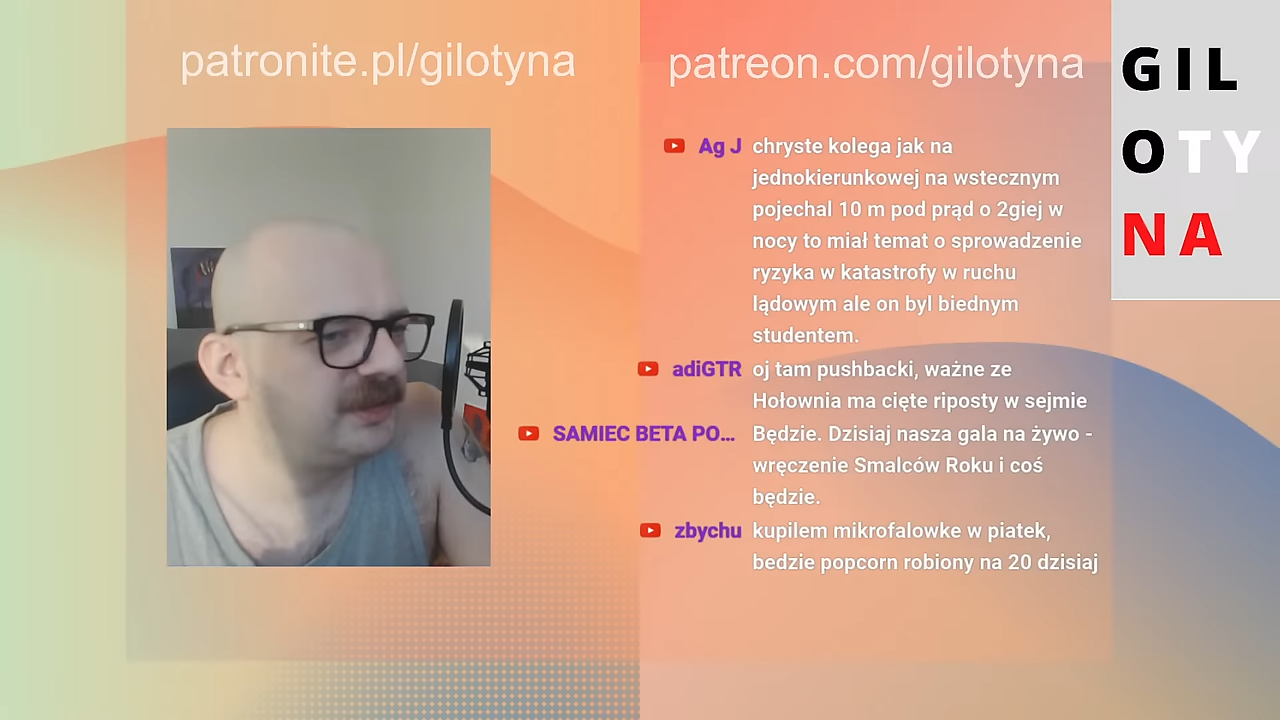 patronite.pl/gilotyna
patreon.com/gilotyna
GIL
OTY
NA
Ag J chryste kolega jak na
jednokierunkowej na wstecznym
pojechal 10 m pod prąd o 2giej w
nocy to miał temat o sprowadzenie
ryzyka w katastrofy w ruchu
lądowym ale on byl biednym
studentem.
adiGTR oj tam pushbacki, ważne ze
Hołownia ma cięte riposty w sejmie
SAMIEC BETA PO... Będzie. Dzisiaj nasza gala na żywo -
wręczenie Smalców Roku i coś
będzie.
zbychu kupilem mikrofalowke w piatek,
bedzie popcorn robiony na 20 dzisiaj